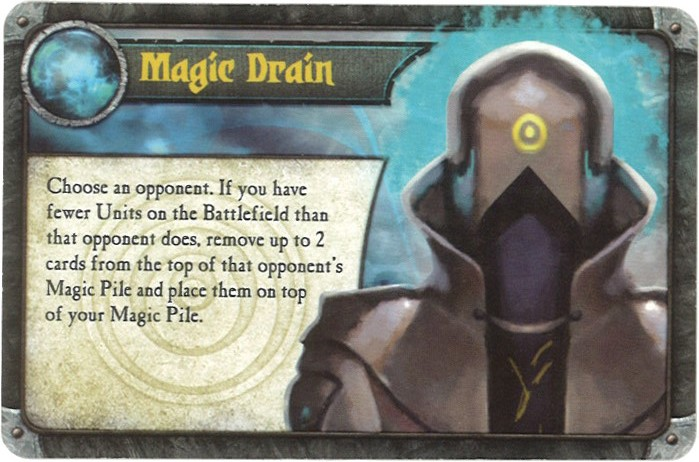 Magic Drain
Choose an opponent. If you have
fewer Units on the Battlefield than
that opponent does, remove up to 2
cards from the top of that opponent's
Magic Pile and place them on top
of your Magic Pile.